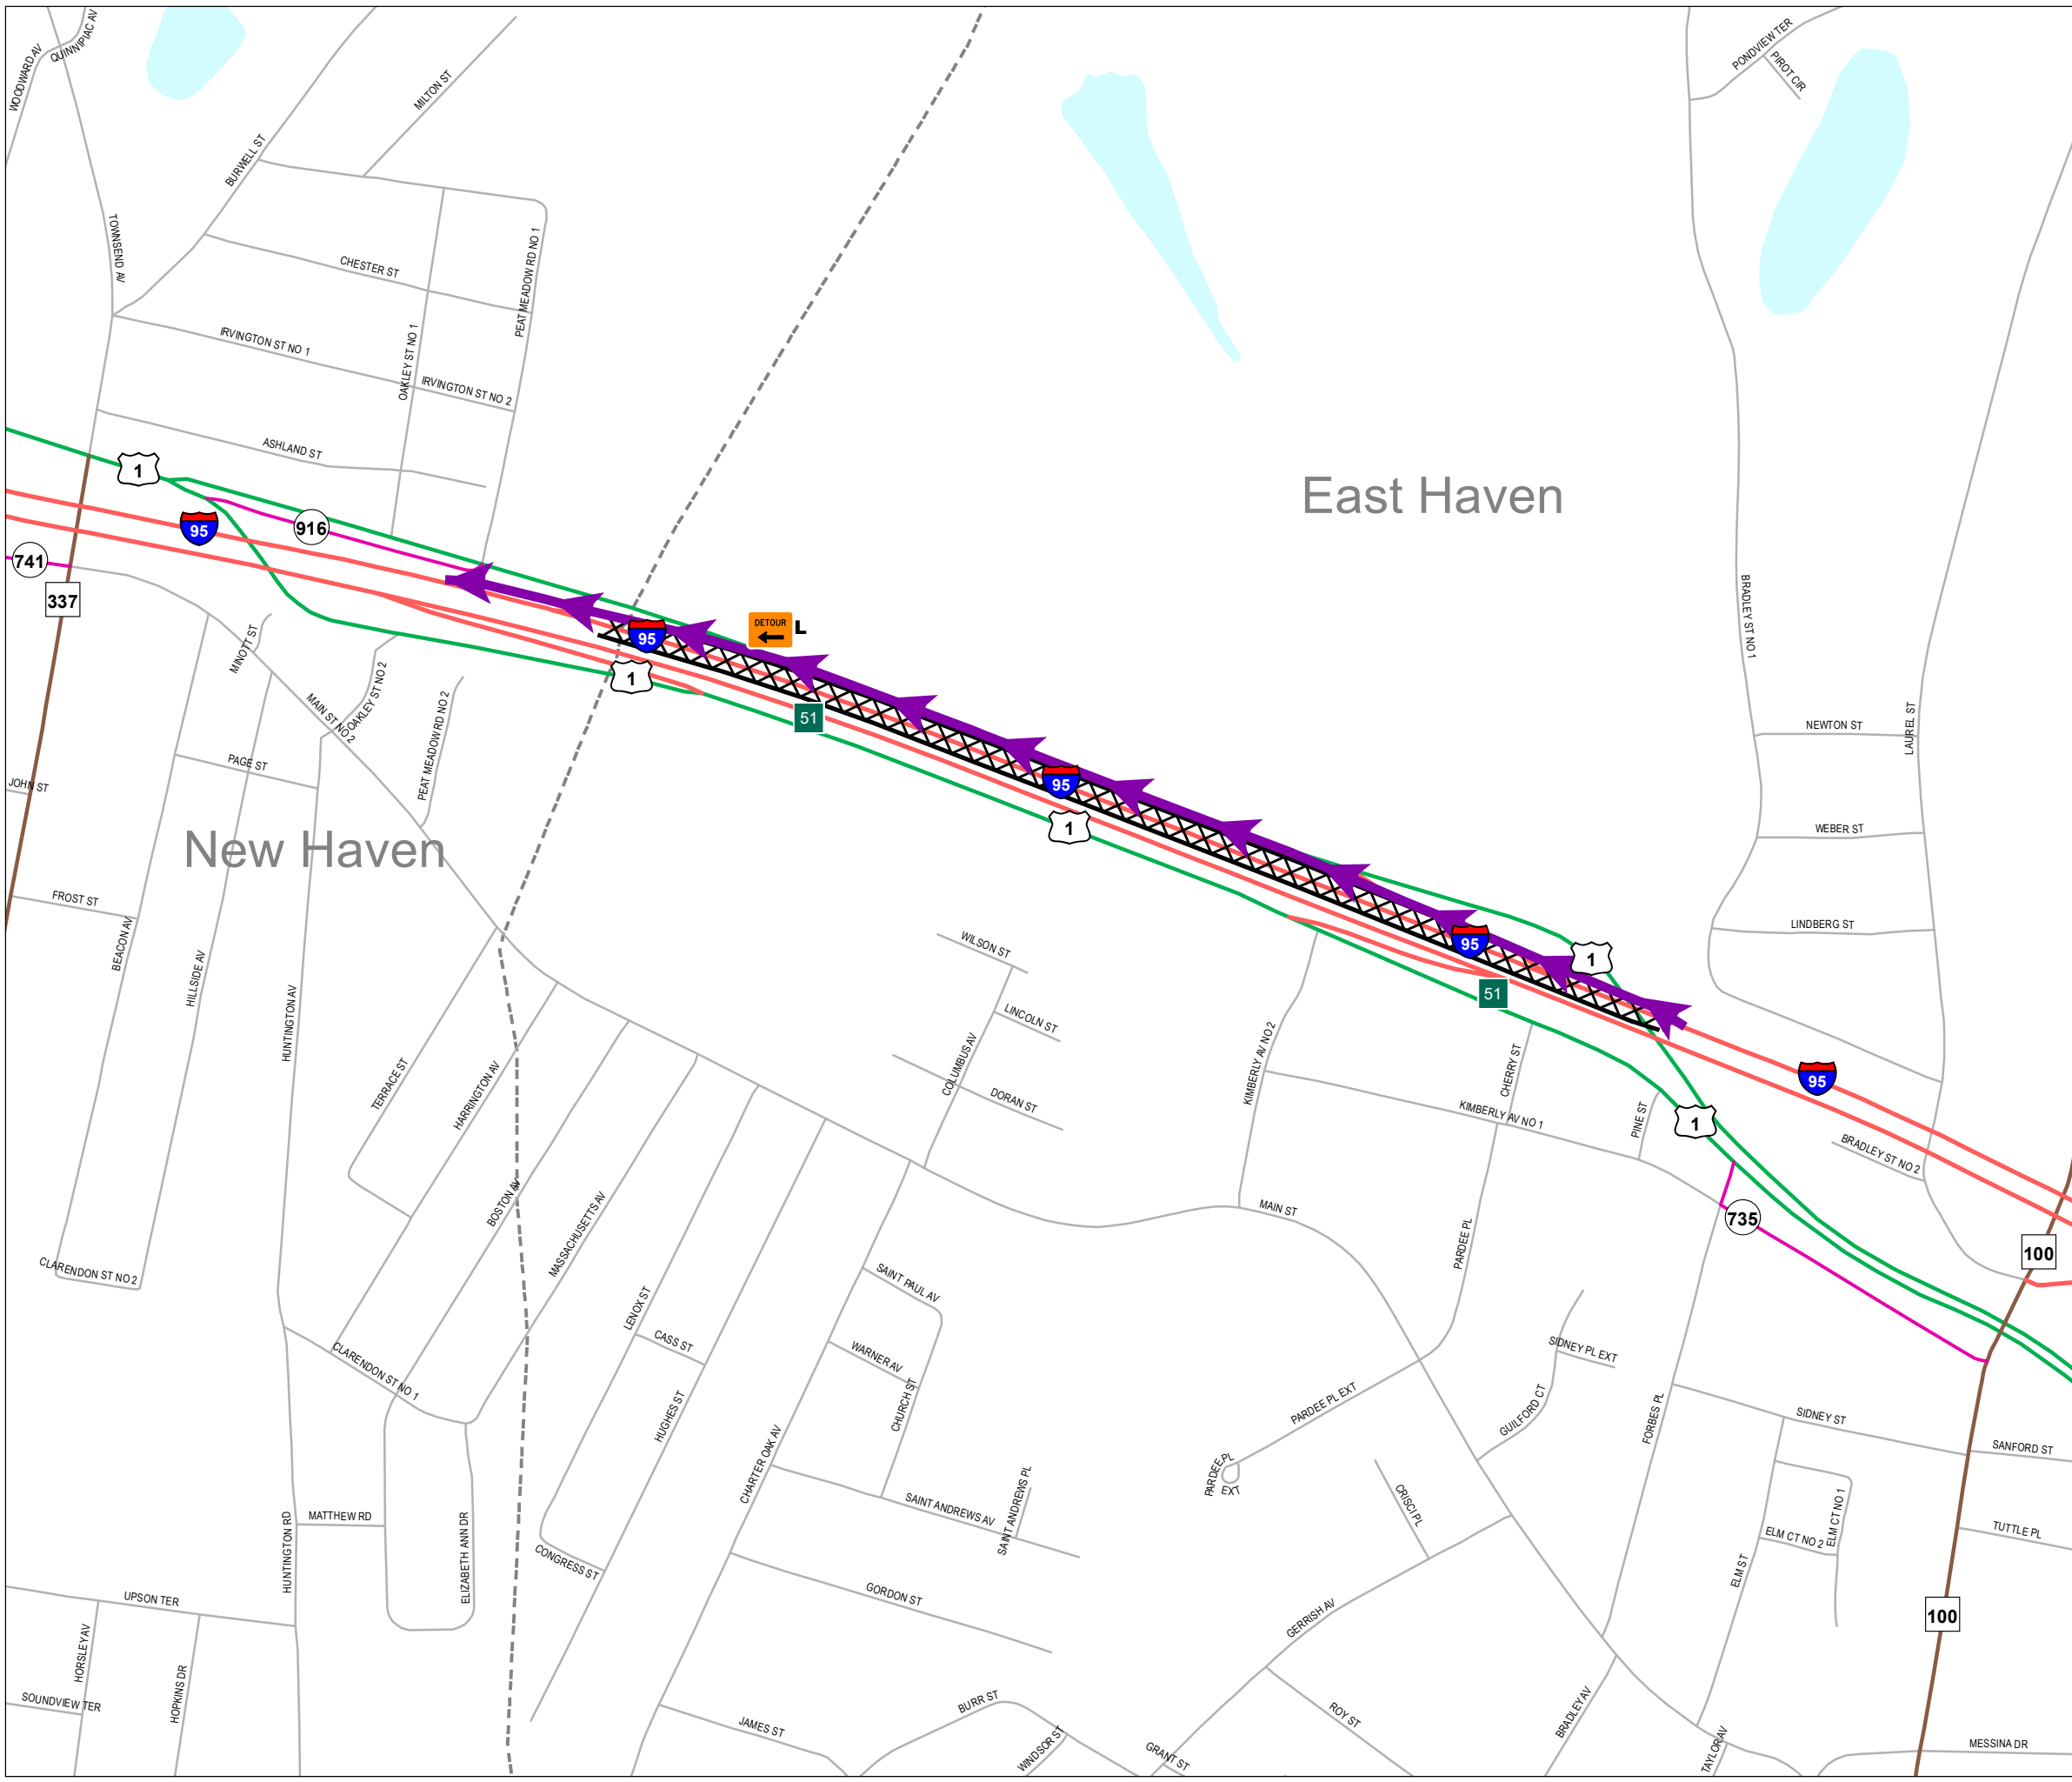 WOODWARD AV
QUINNIPIAC AV
MILTON ST
PONDVIEW TER
PIROT CIR
BURWELL ST
TOWNSEND AV
CHESTER ST
PEAT MEADOW RD NO 1
IRVINGTON ST NO 1
OAKLEY ST NO 1
IRVINGTON ST NO 2
ASHLAND ST
1
East Haven
95
916
741
337
DETOUR
L
95
1
51
MINOTT ST
MAIN ST NO 2
OAKLEY ST NO 2
PEAT MEADOW RD NO 2
PAGE ST
JOHN ST
New Haven
FROST ST
BEACON AV
HILLSIDE AV
HUNTINGTON AV
95
1
BRADLEY ST NO 1
NEWTON ST
LAUREL ST
WEBER ST
LINDBERG ST
95
1
51
WILSON ST
LINCOLN ST
COLUMBUS AV
DORAN ST
KIMBERLY AV NO 2
CHERRY ST
KIMBERLY AV NO 1
PINE ST
95
1
BRADLEY ST NO 2
TERRACE ST
HARRINGTON AV
BOSTON AV
MASSACHUSETTS AV
MAIN ST
PARDEE PL
735
100
CLARENDON ST NO 2
SAINT PAUL AV
LENOX ST
CASS ST
WARNER AV
CHURCH ST
CLARENDON ST NO 1
HUGHES ST
CHARTER OAK AV
SIDNEY PL EXT
GUILFORD CT
PARDEE PL EXT
FORBES PL
SIDNEY ST
SANFORD ST
PARDEE PL
EXT
CRISCI PL
SAINT ANDREWS AV
SAINT ANDREWS PL
ELM CT NO 1
ELM CT NO 2
TUTTLE PL
MATTHEW RD
HUNTINGTON RD
ELIZABETH ANN DR
CONGRESS ST
GORDON ST
ELM ST
100
UPSON TER
HORSLEY AV
HOPKINS DR
SOUNDVIEW TER
GERRISH AV
JAMES ST
BURR ST
WINDSOR ST
GRANT ST
ROY ST
BRADLEY AV
TAYLOR AV
MESSINA DR